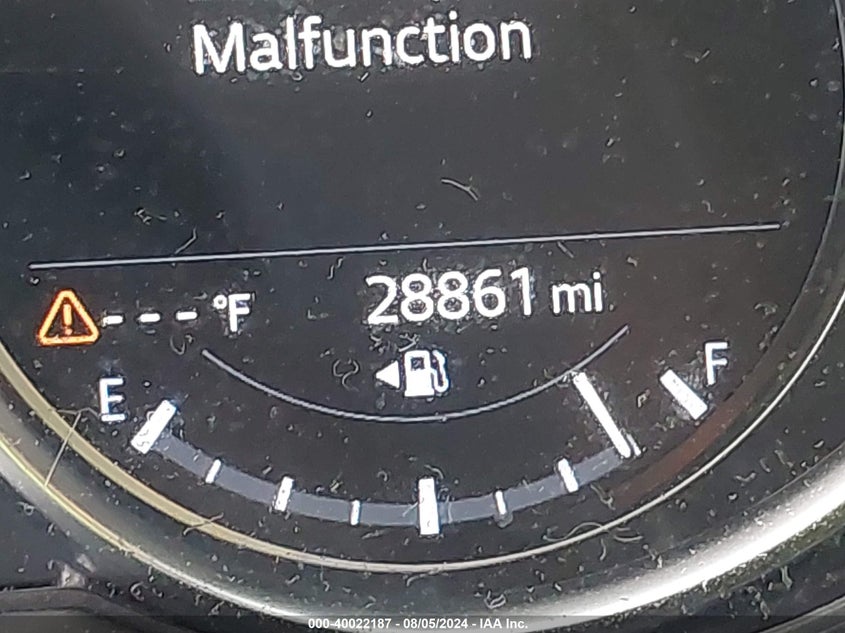 Malfunction
--- °F 28861 mi
E F
000-40022187 - 08/05/2024 - IAA, Inc.